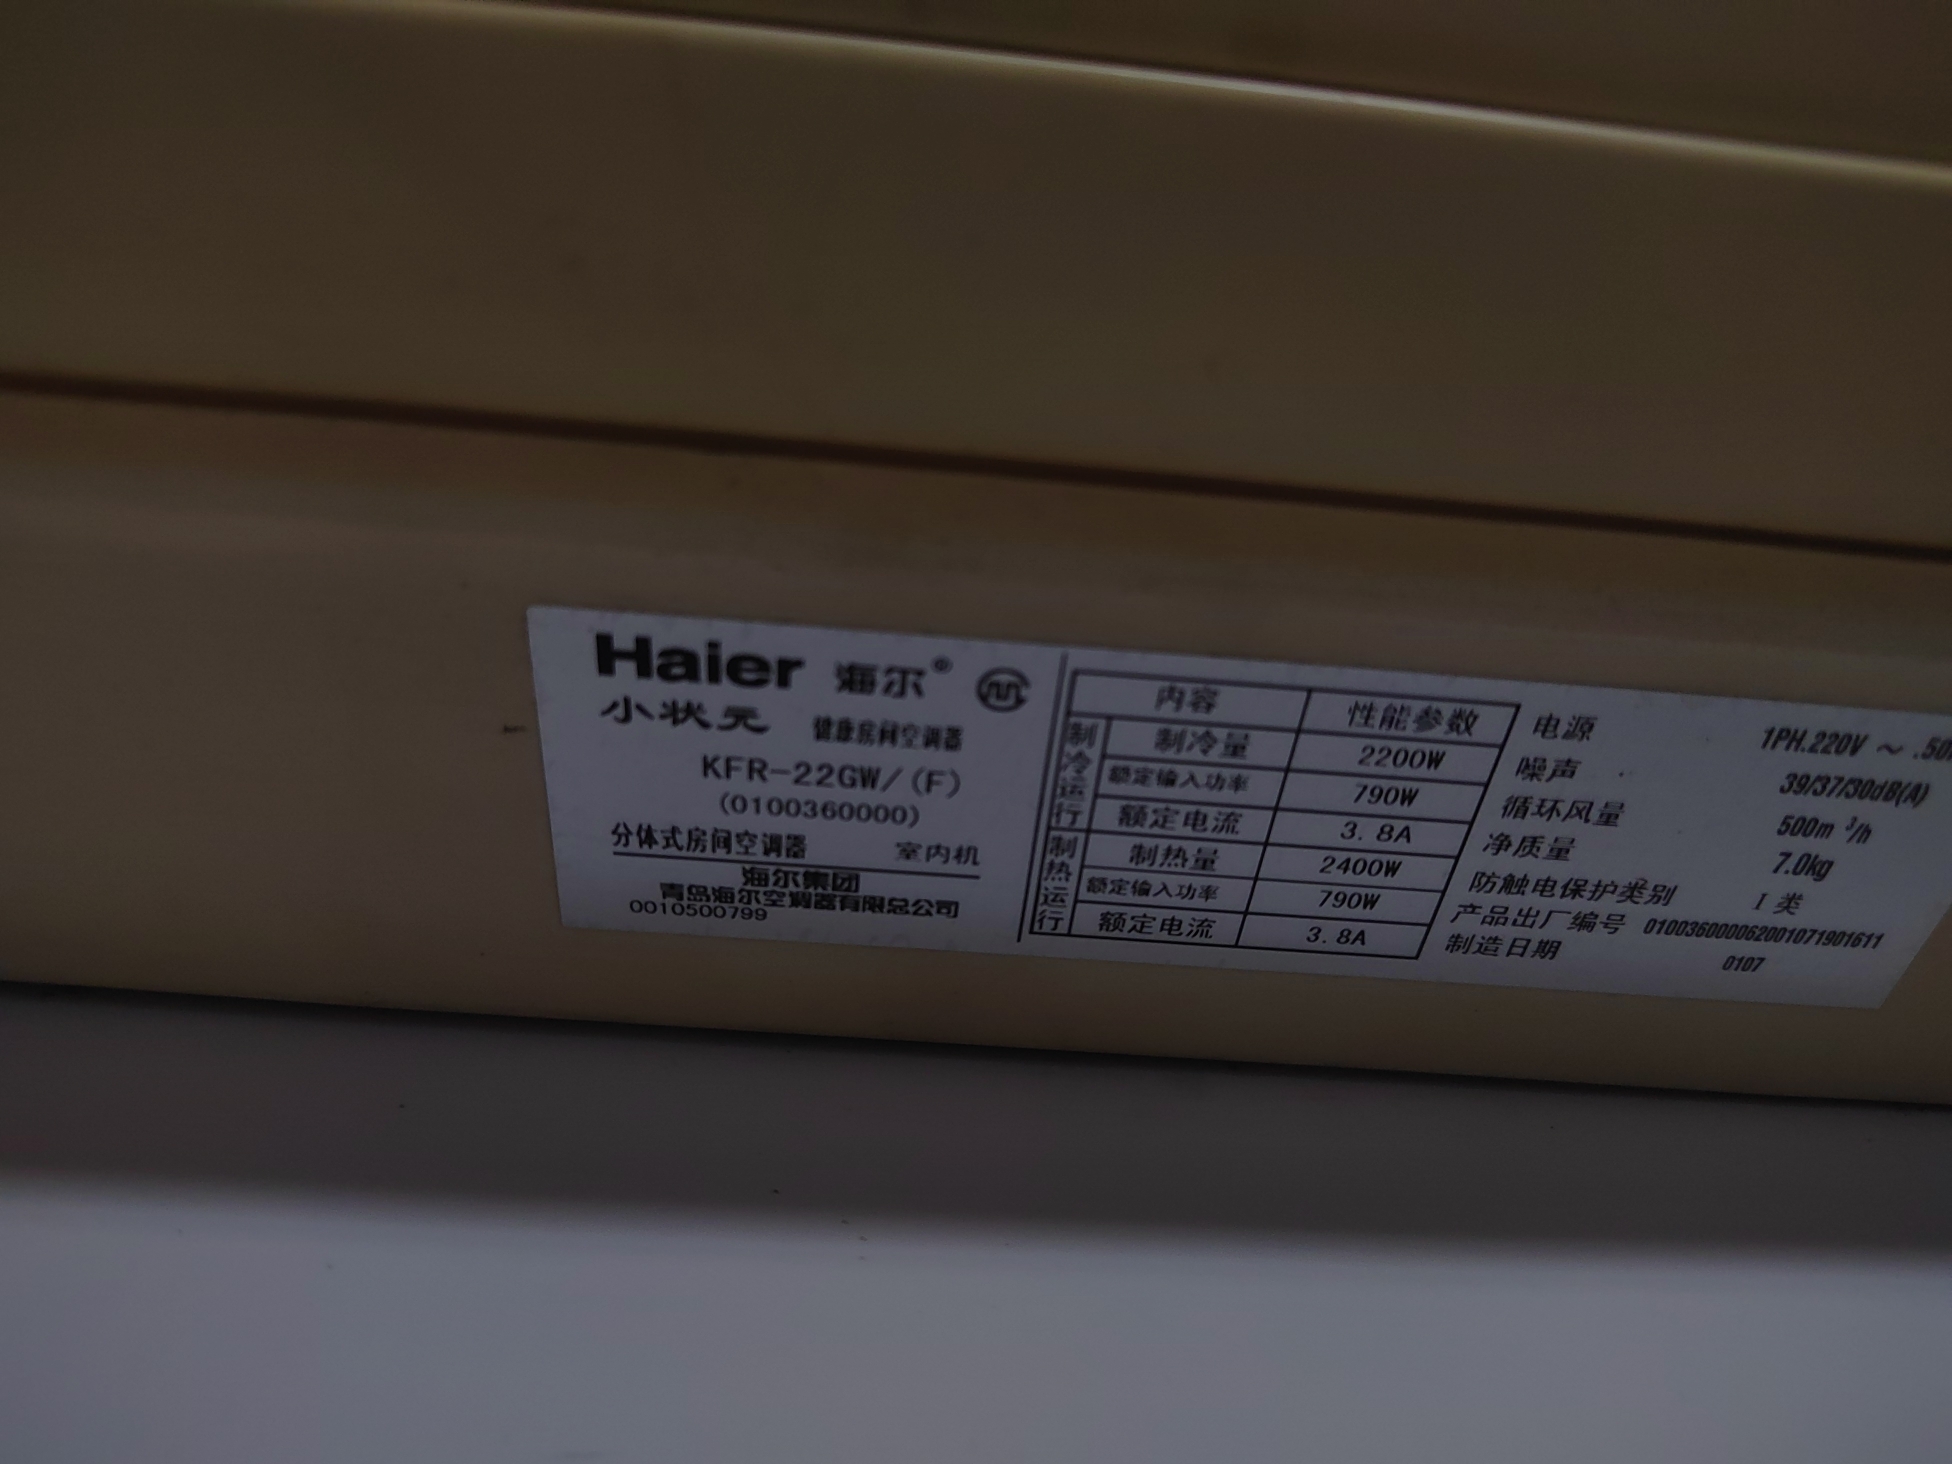 Haier 海尔®
小状元 健康房间空调器
KFR-22GW/(F)
(0100360000)
分体式房间空调器 室内机
海尔集团
青岛海尔空调器有限总公司
0010500799
内容 性能参数
制冷运行
制冷量 2200W
额定输入功率 790W
额定电流 3.8A
制热运行
制热量 2400W
额定输入功率 790W
额定电流 3.8A
电源 1PH.220V ～ .50
噪声 39/37/30dB(A)
循环风量 500m³/h
净质量 7.0kg
防触电保护类别 I 类
产品出厂编号 010036000062001071901611
制造日期 0107